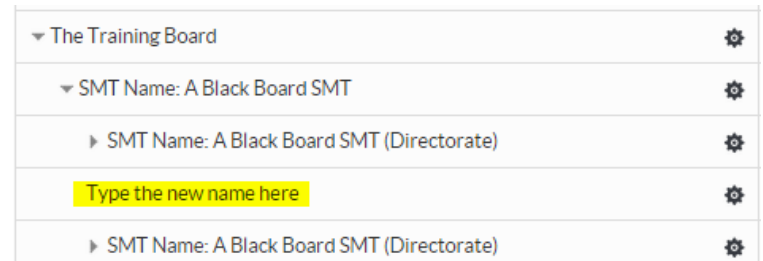 The Training Board
SMT Name: A Black Board SMT
SMT Name: A Black Board SMT (Directorate)
Type the new name here
SMT Name: A Black Board SMT (Directorate)